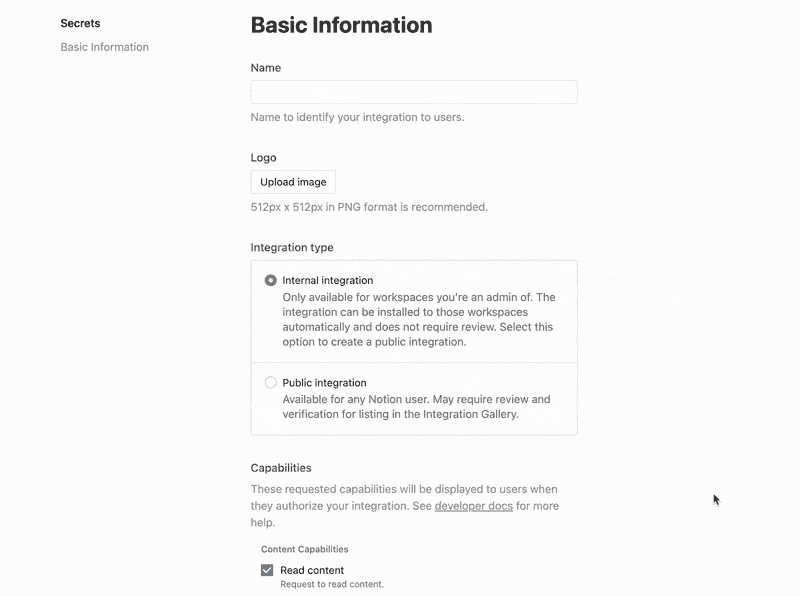 Secrets
Basic Information
Basic Information
Name
Name to identify your integration to users.
Logo
Upload image
512px x 512px in PNG format is recommended.
Integration type
Internal integration
Only available for workspaces you're an admin of. The
integration can be installed to those workspaces
automatically and does not require review. Select this
option to create a public integration.
Public integration
Available for any Notion user. May require review and
verification for listing in the Integration Gallery.
Capabilities
These requested capabilities will be displayed to users when
they authorize your integration. See developer docs for more
help.
Content Capabilities
Read content
Request to read content.